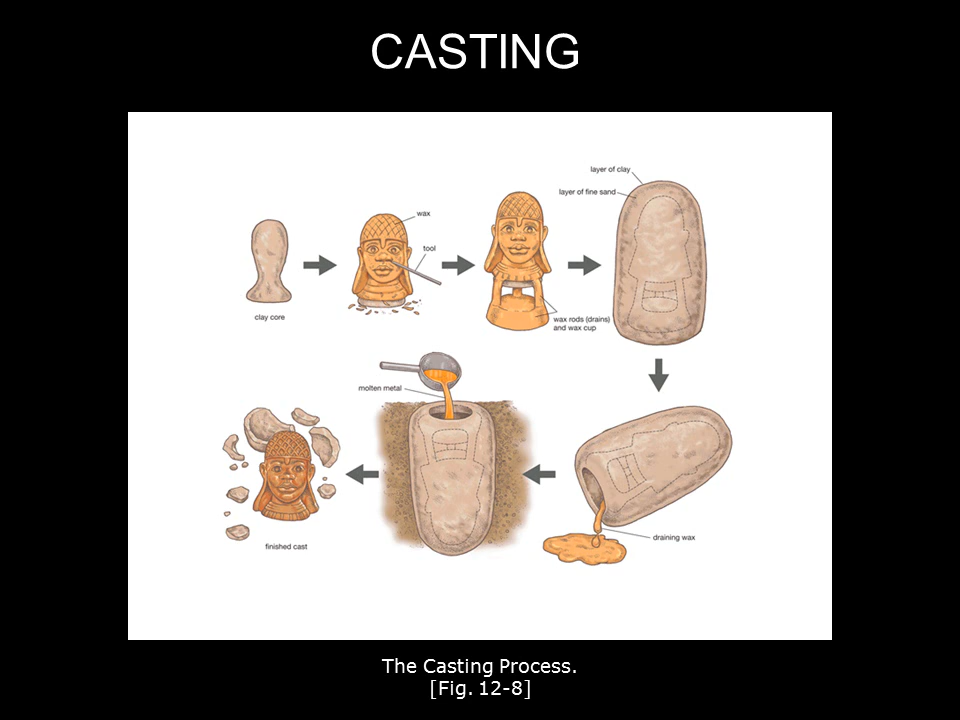 CASTING
layer of clay
layer of fine sand
wax
tool
clay core
wax rods (drains)
and wax cup
molten metal
draining wax
finished cast
The Casting Process.
[Fig. 12-8]